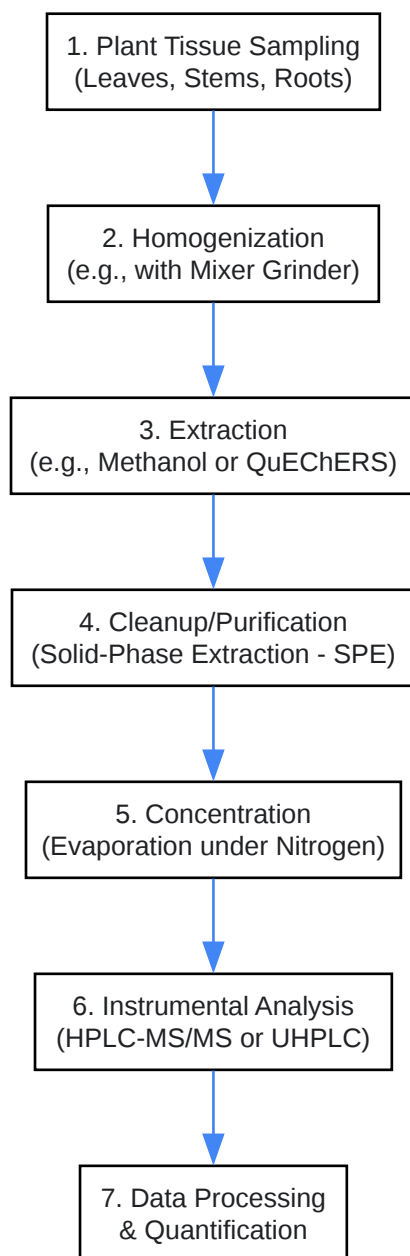 1. Plant Tissue Sampling
(Leaves, Stems, Roots)
2. Homogenization
(e.g., with Mixer Grinder)
3. Extraction
(e.g., Methanol or QuEChERS)
4. Cleanup/Purification
(Solid-Phase Extraction - SPE)
5. Concentration
(Evaporation under Nitrogen)
6. Instrumental Analysis
(HPLC-MS/MS or UHPLC)
7. Data Processing
& Quantification